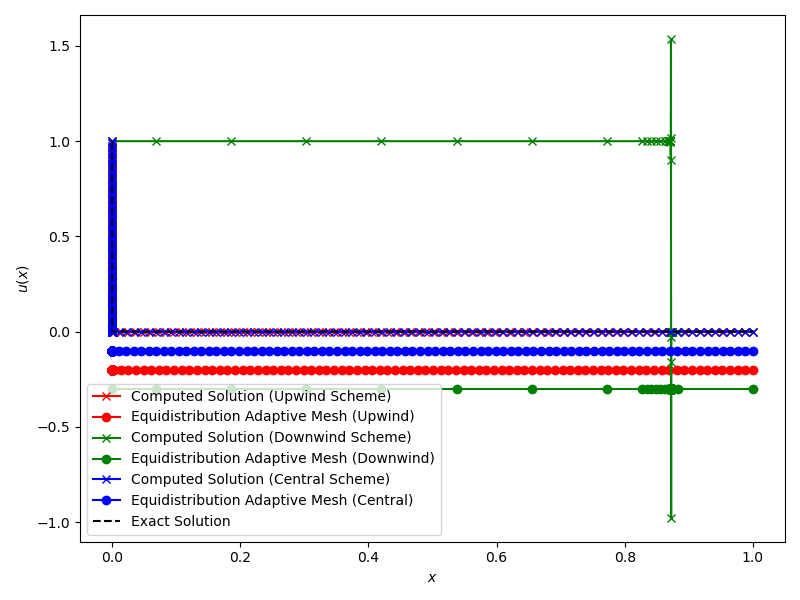 1.5
1.0
0.5
0.0
−0.5
−1.0
u(x)
Computed Solution (Upwind Scheme)
Equidistribution Adaptive Mesh (Upwind)
Computed Solution (Downwind Scheme)
Equidistribution Adaptive Mesh (Downwind)
Computed Solution (Central Scheme)
Equidistribution Adaptive Mesh (Central)
Exact Solution
0.0 0.2 0.4 0.6 0.8 1.0
x